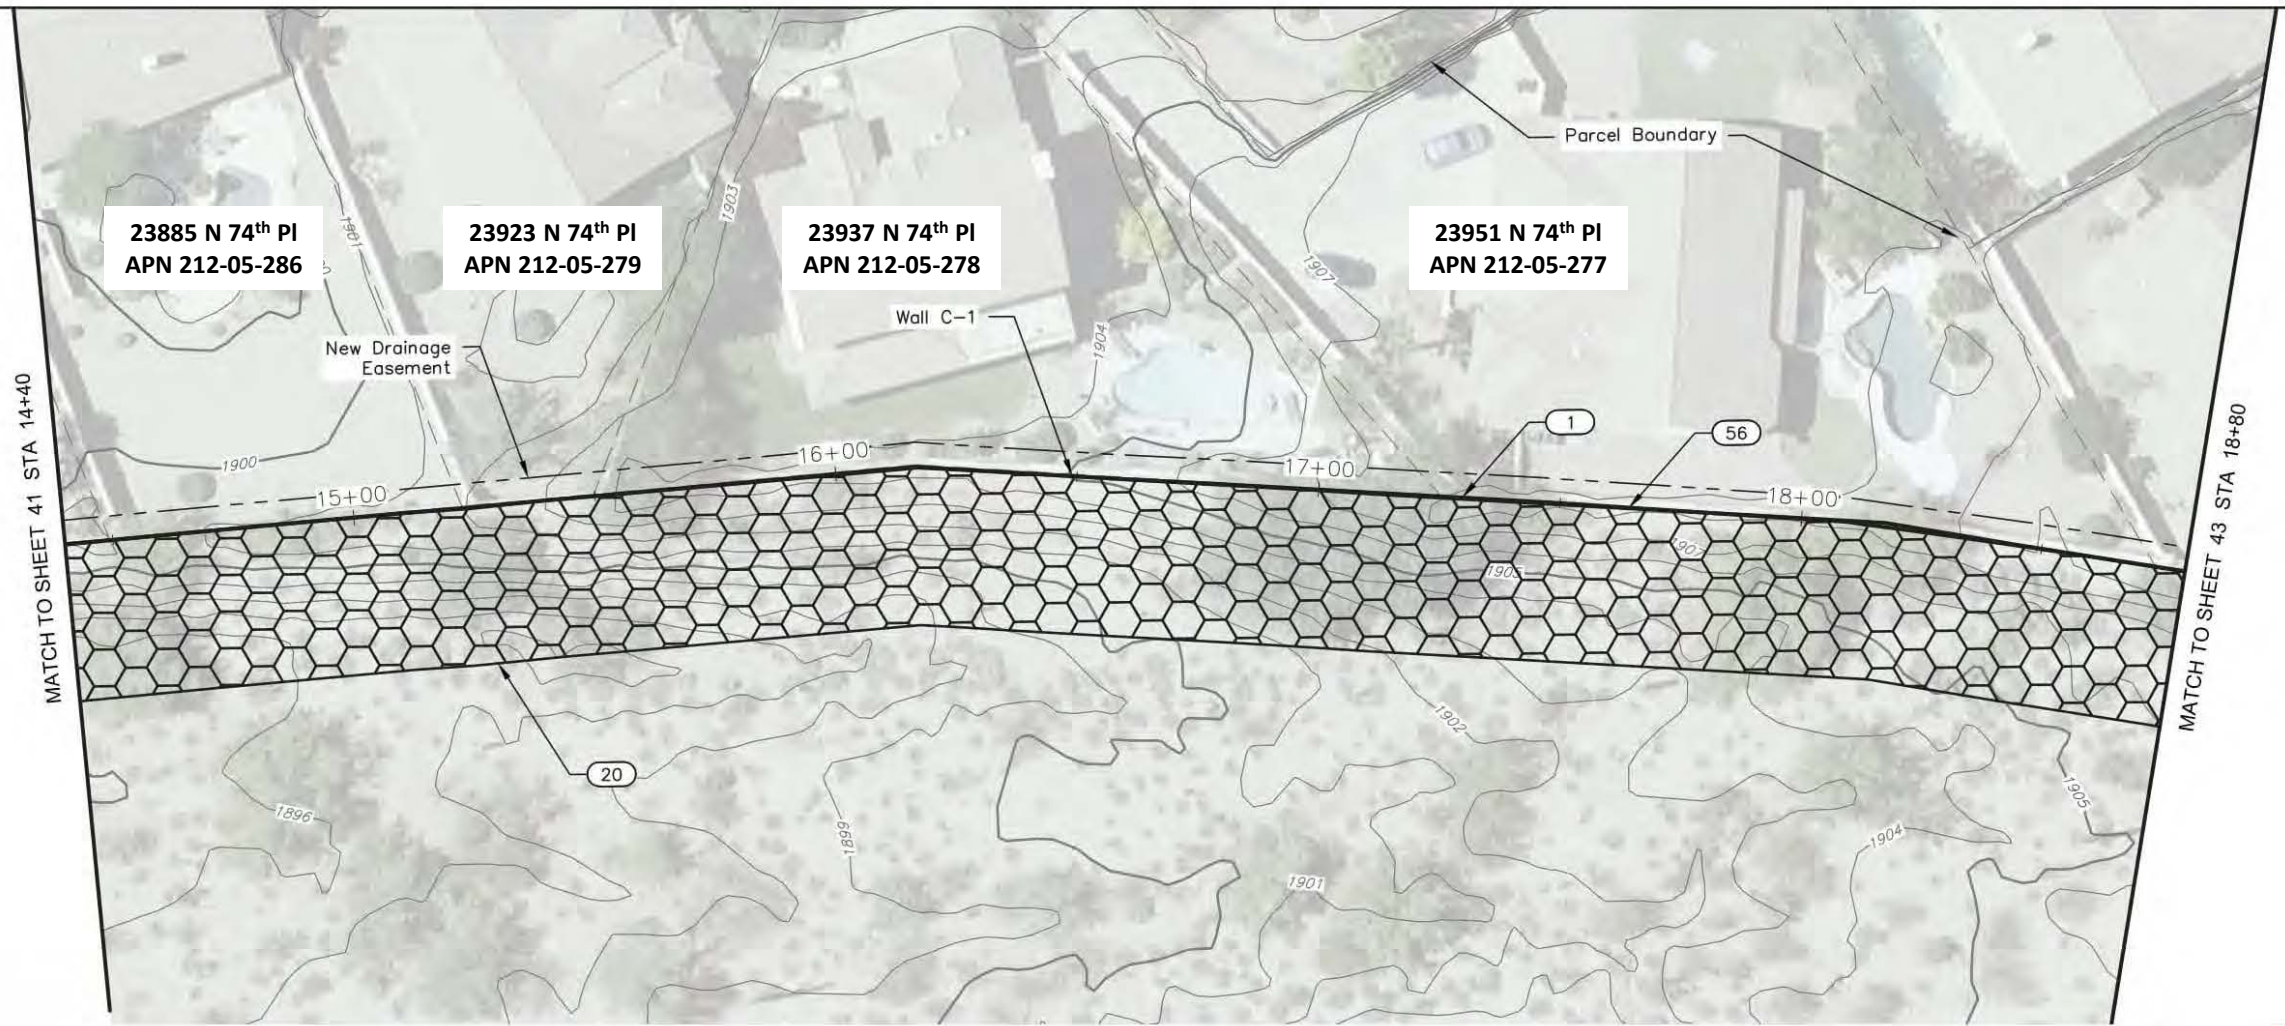 Parcel Boundary
1903
1901
23885 N 74th Pl
APN 212-05-286
23923 N 74th Pl
APN 212-05-279
23937 N 74th Pl
APN 212-05-278
23951 N 74th Pl
APN 212-05-277
1907
Wall C-1
1904
New Drainage
Easement
MATCH TO SHEET 41 STA 14+40
MATCH TO SHEET 43 STA 18+80
1
56
16+00
1900
17+00
15+00
18+00
1907
1905
1902
20
1896
1899
1905
1904
1901